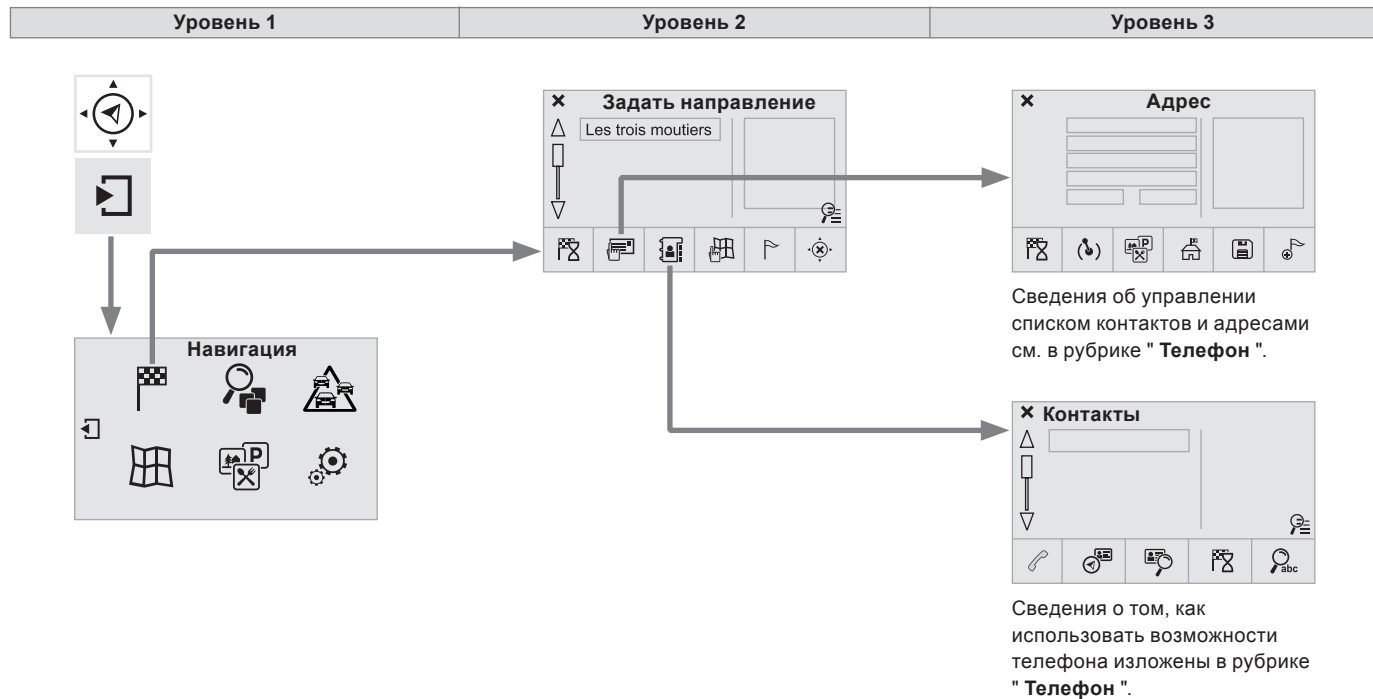 Уровень 1
Уровень 2
Уровень 3
Задать направление
Les trois moutiers
Адрес
P
Сведения об управлении
списком контактов и адресами
см. в рубрике " Телефон ".
Навигация
P
Контакты
abc
Сведения о том, как
использовать возможности
телефона изложены в рубрике
" Телефон ".